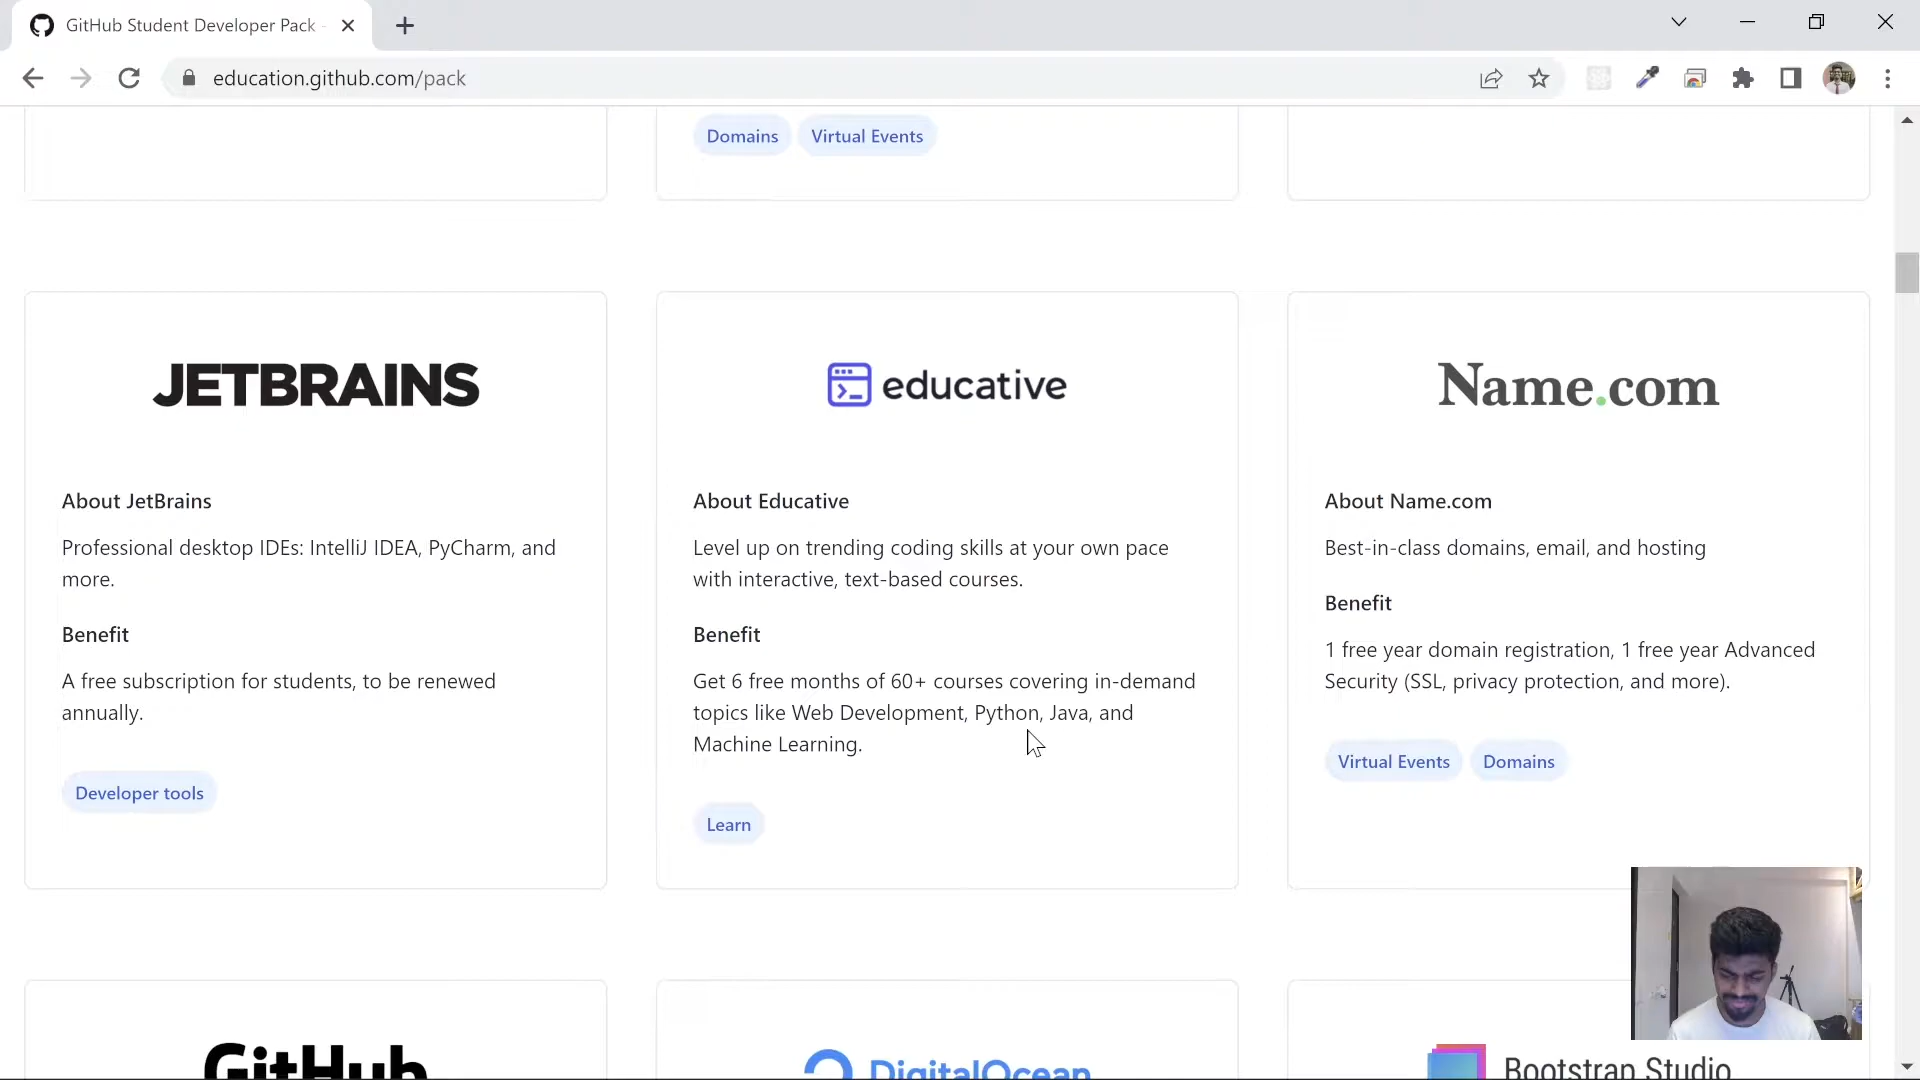 GitHub Student Developer Pack -
education.github.com/pack
Domains
Virtual Events
JETBRAINS
About JetBrains
Professional desktop IDEs: IntelliJ IDEA, PyCharm, and
more.
Benefit
A free subscription for students, to be renewed
annually.
Developer tools
educative
About Educative
Level up on trending coding skills at your own pace
with interactive, text-based courses.
Benefit
Get 6 free months of 60+ courses covering in-demand
topics like Web Development, Python, Java, and
Machine Learning.
Learn
Name.com
About Name.com
Best-in-class domains, email, and hosting
Benefit
1 free year domain registration, 1 free year Advanced
Security (SSL, privacy protection, and more).
Virtual Events
Domains
GitHub
DigitalOcean
Bootstrap Studio